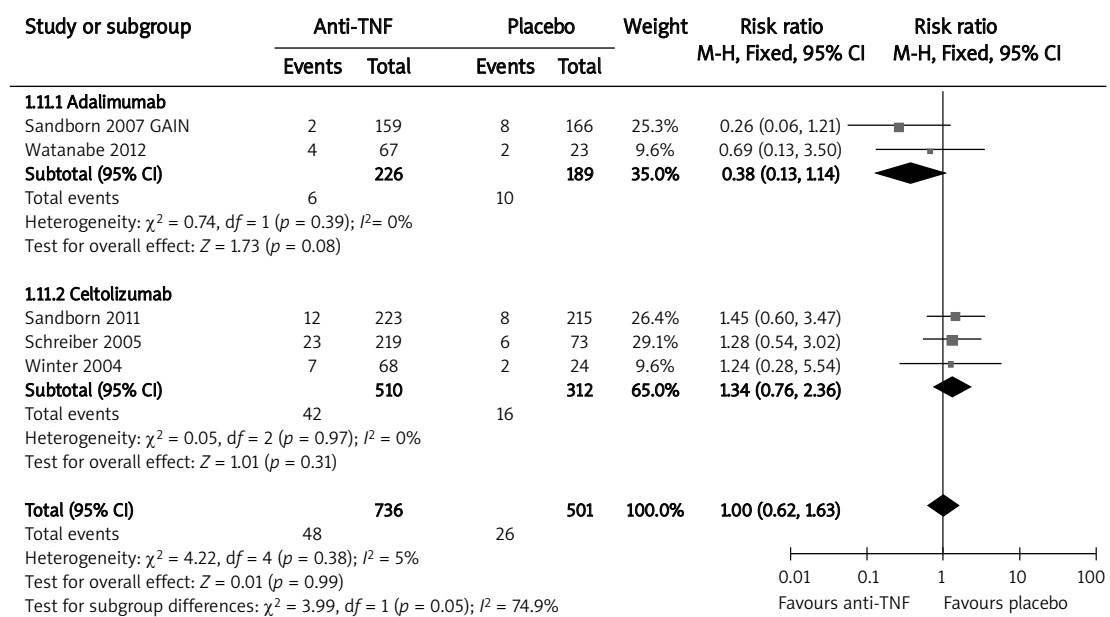 Study or subgroup Anti-TNF Placebo Weight Risk ratio Risk ratio
M-H, Fixed, 95% CI M-H, Fixed, 95% CI
Events Total Events Total
1.11.1 Adalimumab
Sandborn 2007 GAIN 2 159 8 166 25.3% 0.26 (0.06, 1.21)
Watanabe 2012 4 67 2 23 9.6% 0.69 (0.13, 3.50)
Subtotal (95% CI) 226 189 35.0% 0.38 (0.13, 1.14)
Total events 6 10
Heterogeneity: χ² = 0.74, df = 1 (p = 0.39); I²= 0%
Test for overall effect: Z = 1.73 (p = 0.08)
1.11.2 Celtolizumab
Sandborn 2011 12 223 8 215 26.4% 1.45 (0.60, 3.47)
Schreiber 2005 23 219 6 73 29.1% 1.28 (0.54, 3.02)
Winter 2004 7 68 2 24 9.6% 1.24 (0.28, 5.54)
Subtotal (95% CI) 510 312 65.0% 1.34 (0.76, 2.36)
Total events 42 16
Heterogeneity: χ² = 0.05, df = 2 (p = 0.97); I² = 0%
Test for overall effect: Z = 1.01 (p = 0.31)
Total (95% CI) 736 501 100.0% 1.00 (0.62, 1.63)
Total events 48 26
Heterogeneity: χ² = 4.22, df = 4 (p = 0.38); I² = 5%
Test for overall effect: Z = 0.01 (p = 0.99)
Test for subgroup differences: χ² = 3.99, df = 1 (p = 0.05); I² = 74.9%
0.01 0.1 1 10 100
Favours anti-TNF Favours placebo